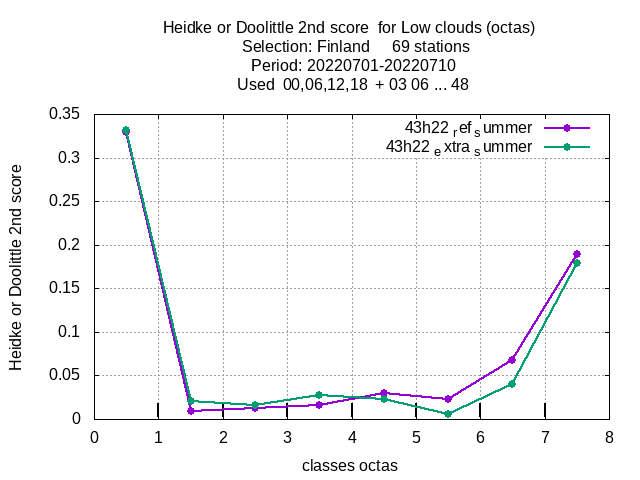 Heidke or Doolittle 2nd score for Low clouds (octas)
Selection: Finland 69 stations
Period: 20220701-20220710
Used 00,06,12,18 + 03 06 ... 48
43h22 ref summer
43h22 extra summer
Heidke or Doolittle 2nd score
0.35
0.3
0.25
0.2
0.15
0.1
0.05
0
0 1 2 3 4 5 6 7 8
classes octas